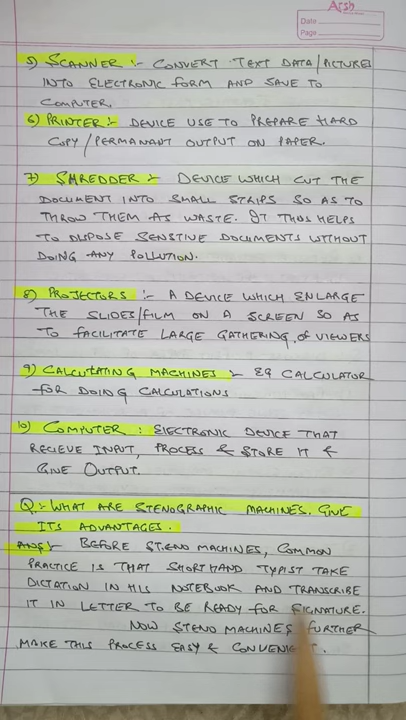 Arsh
Date
Page
5) SCANNER :- CONVERT TEXT DATA/PICTURES
INTO ELECTRONIC FORM AND SAVE TO
COMPUTER.
6) PRINTER :- DEVICE USE TO PREPARE HARD
COPY/PERMANANT OUTPUT ON PAPER.
7) SHREDDER :- DEVICE WHICH CUT THE
DOCUMENT INTO SMALL STRIPS SO AS TO
THROW THEM AS WASTE. IT THUS HELPS
TO DISPOSE SENSTIVE DOCUMENTS WITHOUT
DOING ANY POLLUTION.
8) PROJECTORS :- A DEVICE WHICH ENLARGE
THE SLIDES/FILM ON A SCREEN SO AS
TO FACILITATE LARGE GATHERING OF VIEWERS
9) CALCULATING MACHINES :- EG CALCULATOR
FOR DOING CALCULATIONS
10) COMPUTER : ELECTRONIC DEVICE THAT
RECIEVE INPUT, PROCESS & STORE IT &
GIVE OUTPUT.
Q:- WHAT ARE STENOGRAPHIC MACHINES. GIVE
ITS ADVANTAGES.
ANS:- BEFORE STENO MACHINES, COMMON
PRACTICE IS THAT SHORTHAND TYPIST TAKE
DICTATION IN HIS NOTEBOOK AND TRANSCRIBE
IT IN LETTER TO BE READY FOR SIGNATURE.
NOW STENO MACHINES FURTHER
MAKE THIS PROCESS EASY & CONVENIENT.